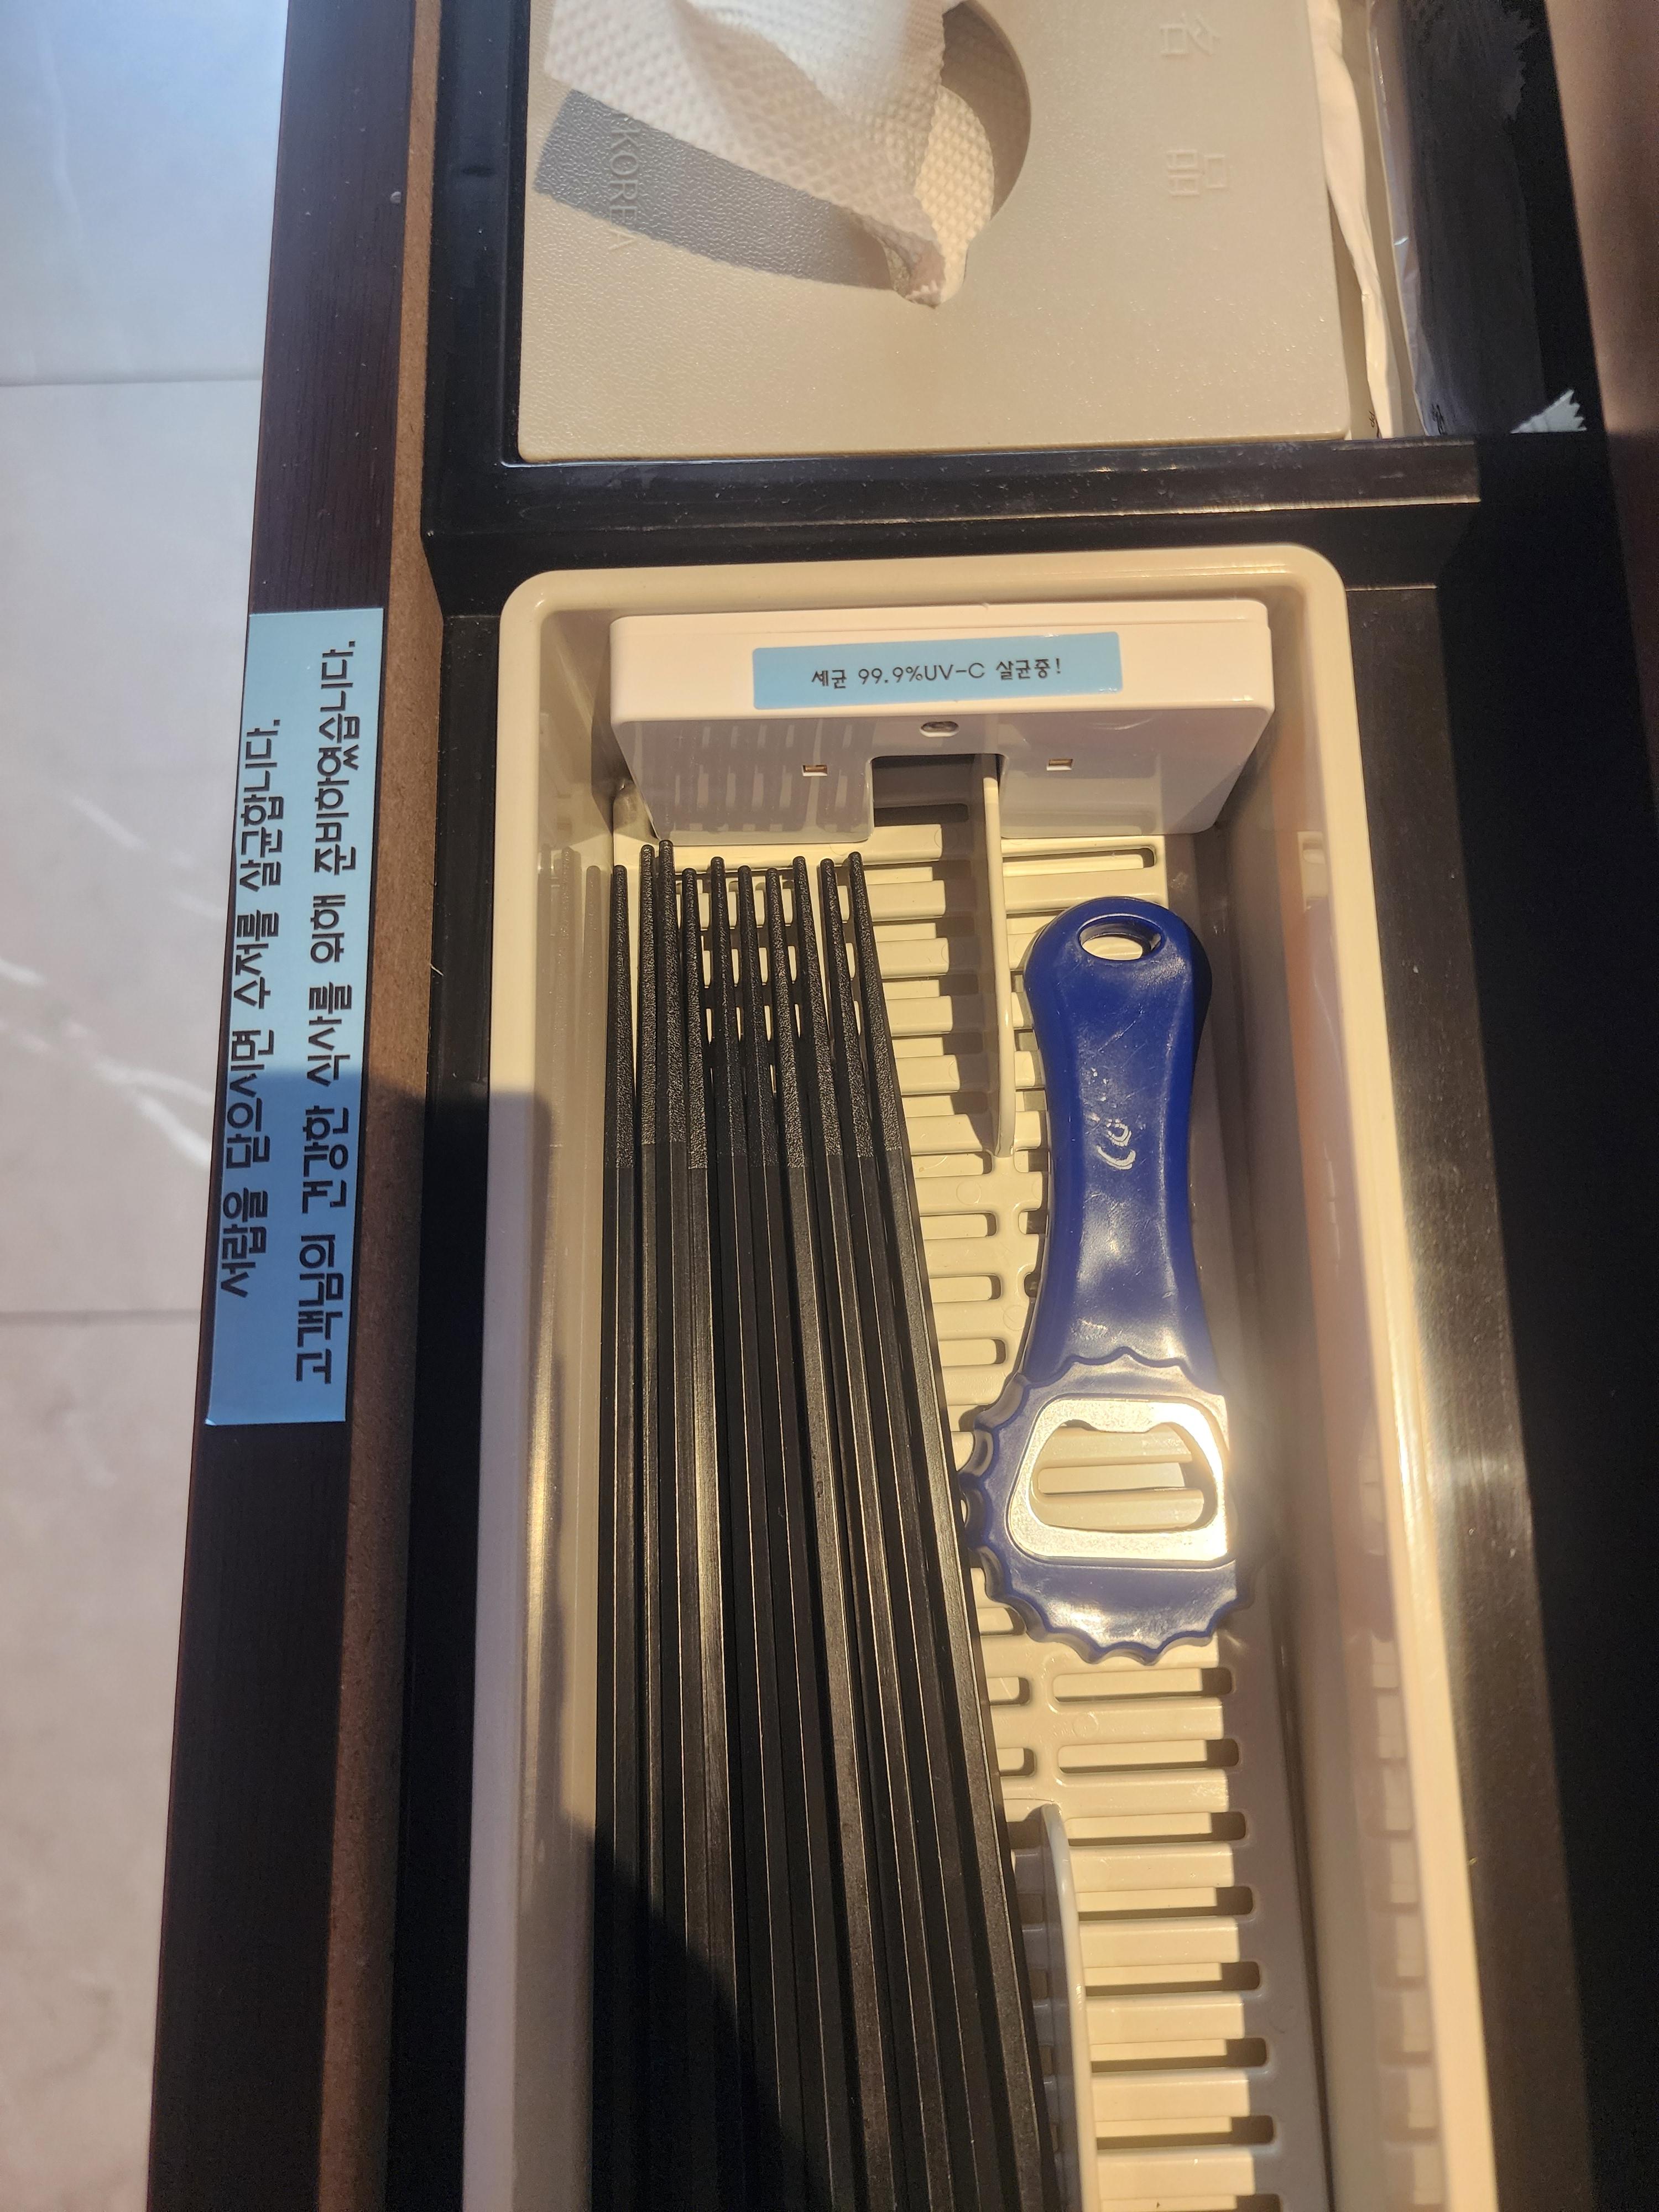 名品
KOREA
세균 99.9%UV-C 살균중!
서랍을 닫으시면 수저를 살균합니다.
고객님의 건강한 식사를 위해 준비하였습니다.